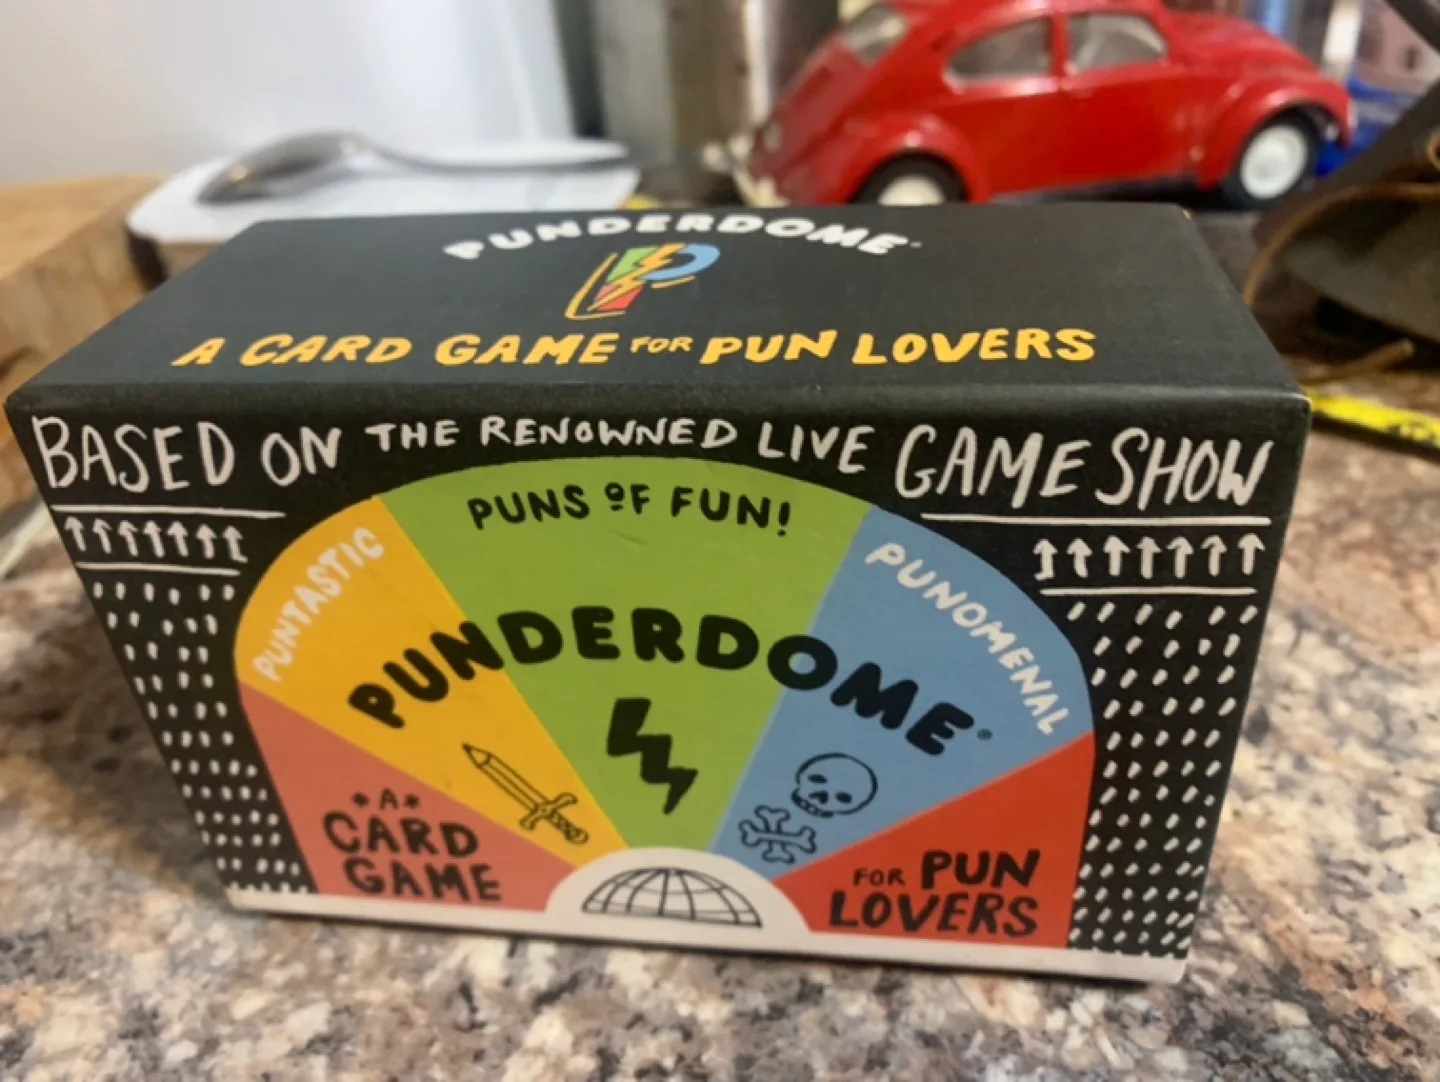 PUNDERDOME
P
A CARD GAME FOR PUN LOVERS
BASED ON THE RENOWNED LIVE GAME SHOW
PUNS OF FUN!
PUNTASTIC
PUNOMENAL
PUNDERDOME®
*A*
CARD
GAME
FOR PUN
LOVERS